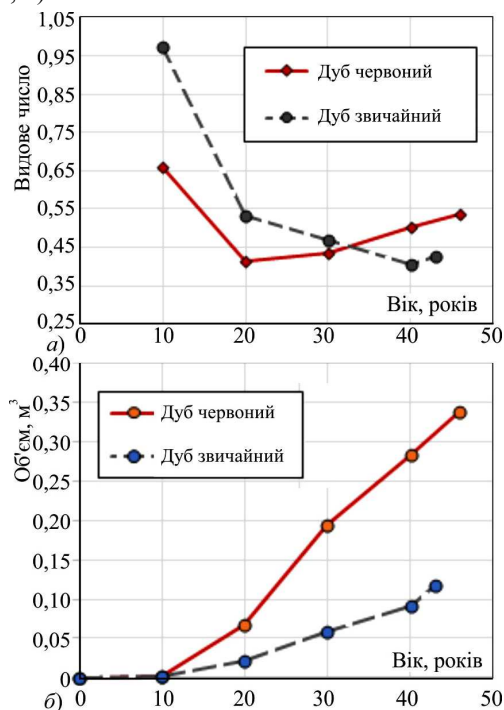 1,05
0,95
0,85
0,75
0,65
0,55
0,45
0,35
0,25
Видове число
Дуб червоний
Дуб звичайний
Вік, років
а)
0 10 20 30 40 50
0,40
0,35
0,30
0,25
0,20
0,15
0,10
0,05
0
Об'єм, м³
Дуб червоний
Дуб звичайний
Вік, років
б)
0 10 20 30 40 50